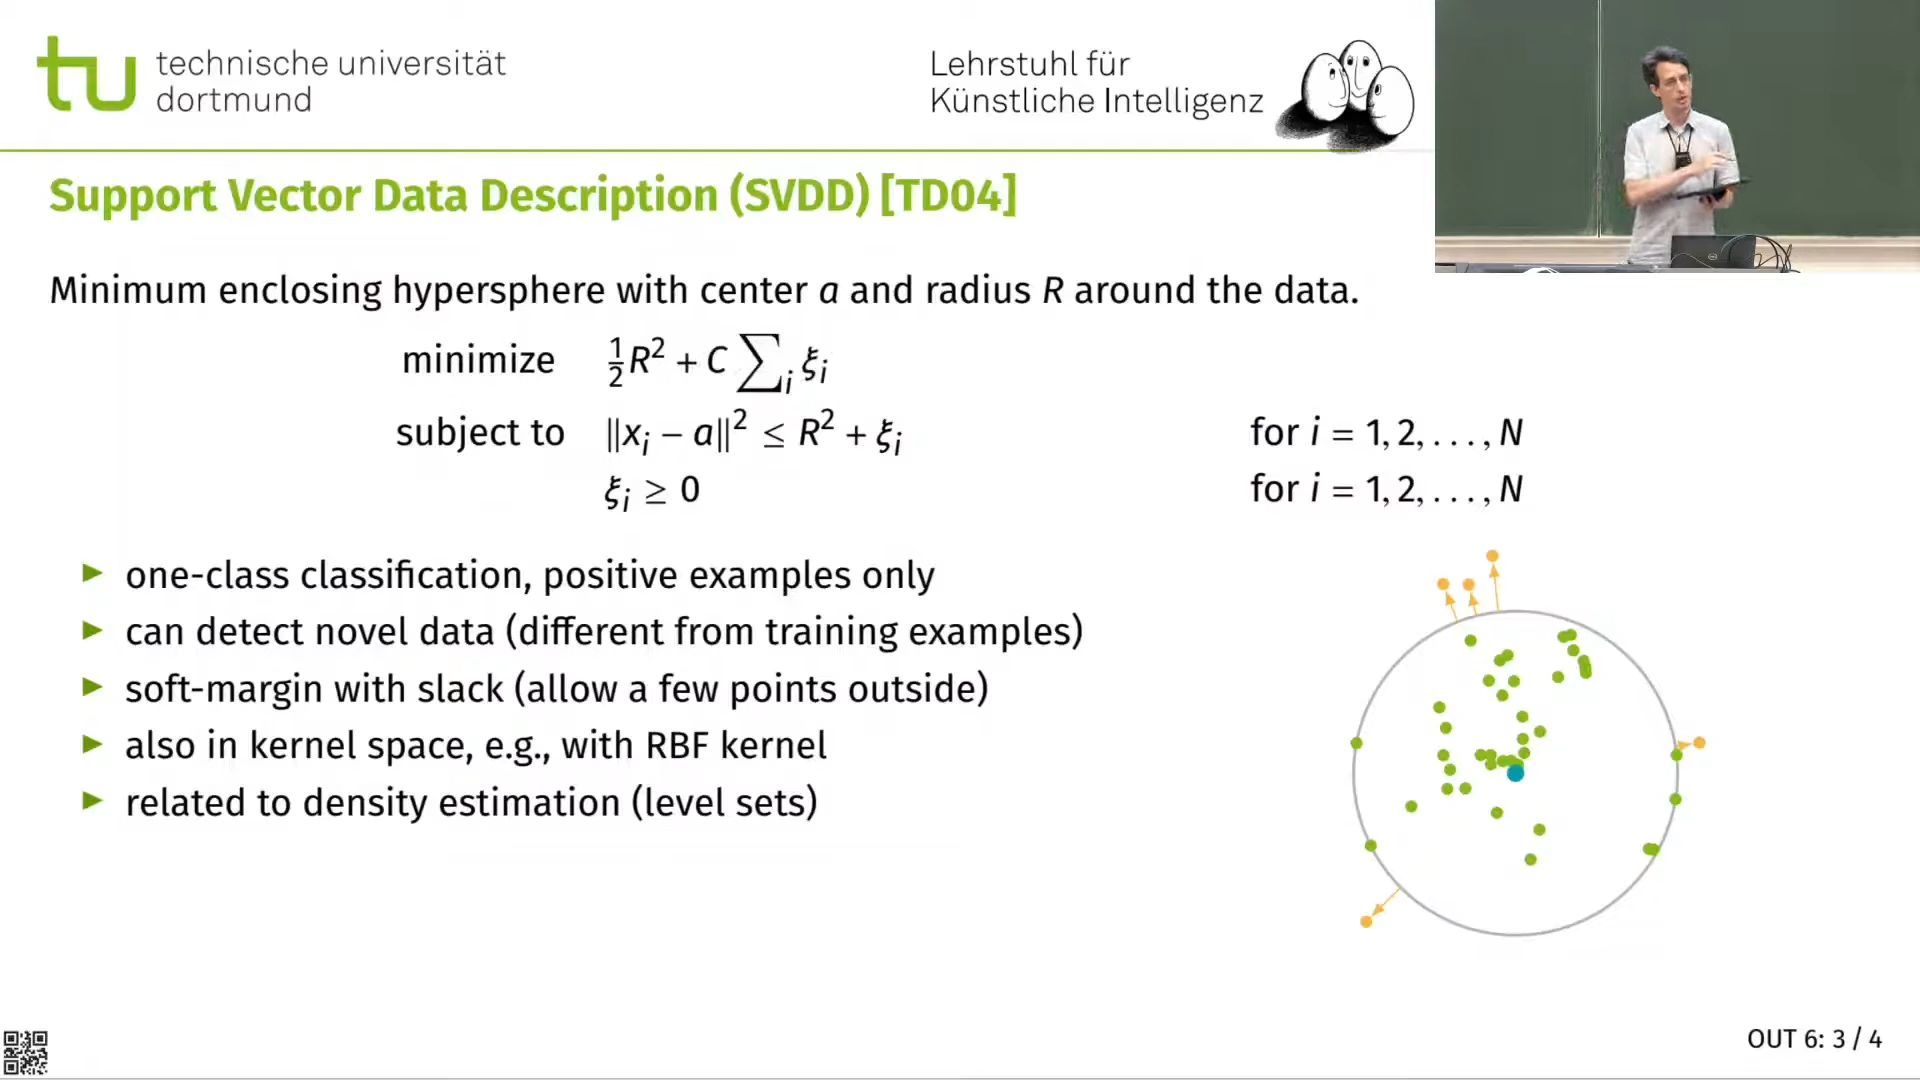 technische universität
dortmund
Lehrstuhl für
Künstliche Intelligenz
Support Vector Data Description (SVDD) [TD04]
Minimum enclosing hypersphere with center a and radius R around the data.
minimize ½R² + C ∑ᵢ ξᵢ
subject to ‖xᵢ − a‖² ≤ R² + ξᵢ for i = 1, 2, . . . , N
ξᵢ ≥ 0 for i = 1, 2, . . . , N
▶ one-class classification, positive examples only
▶ can detect novel data (different from training examples)
▶ soft-margin with slack (allow a few points outside)
▶ also in kernel space, e.g., with RBF kernel
▶ related to density estimation (level sets)
OUT 6: 3 / 4